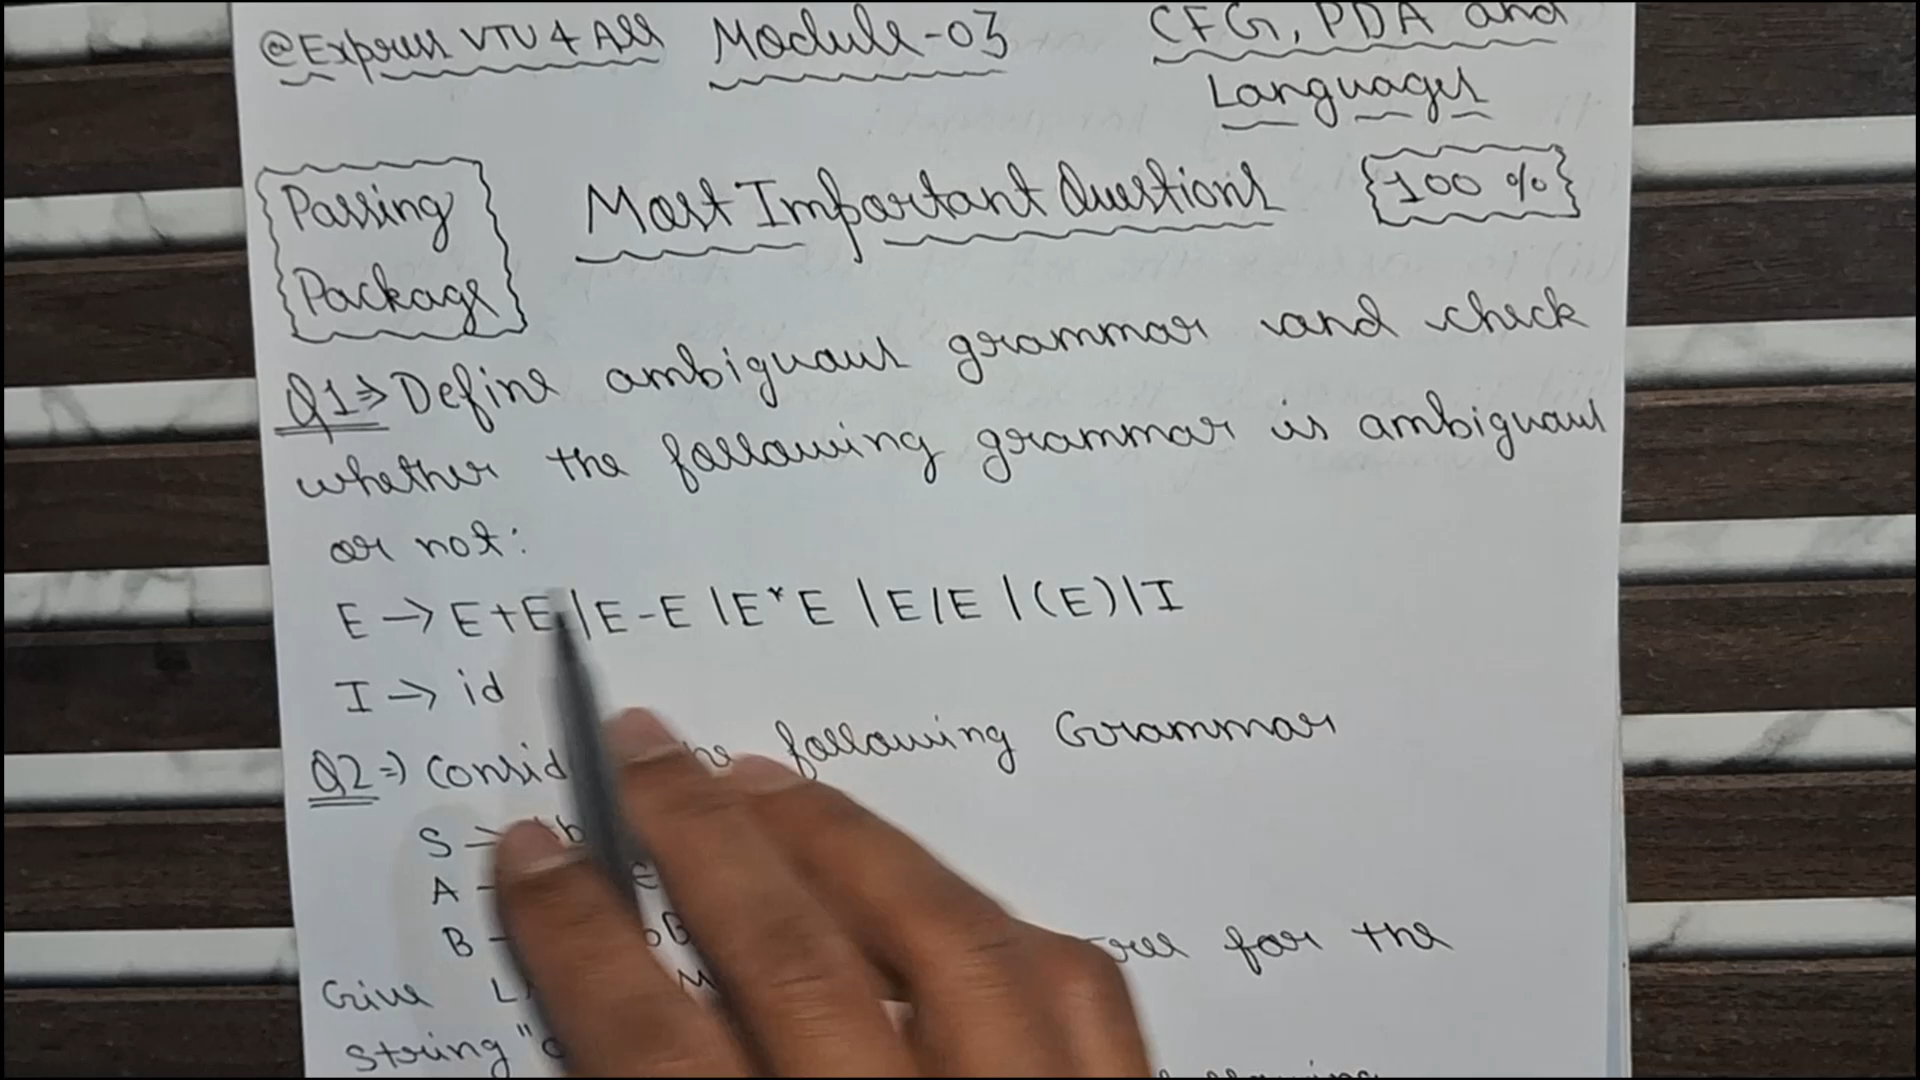 @Express VTU 4 All Module-03 CFG, PDA and
Languages
Passing
Package
Most Important Questions {100 %}
Q1⇒ Define ambiguous grammar and check
whether the following grammar is ambiguous
or not:
E → E+E | E-E | E*E | E/E | (E) | I
I → id
Q2⇒ following Grammar
S →
A
B
Give for the
string